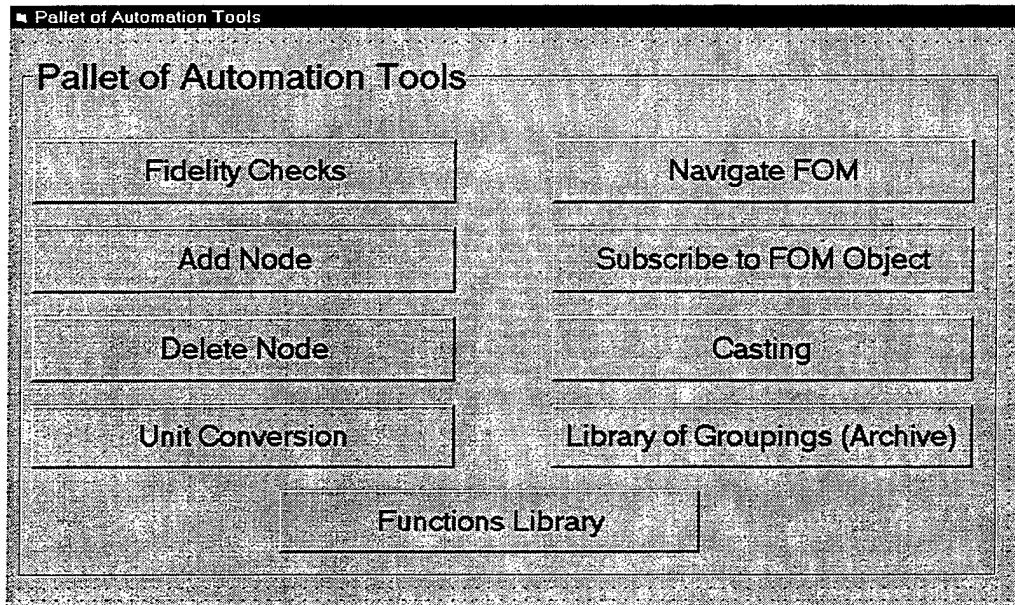 Pallet of Automation Tools
Pallet of Automation Tools
Fidelity Checks
Navigate FOM
Add Node
Subscribe to FOM Object
Delete Node
Casting
Unit Conversion
Library of Groupings (Archive)
Functions Library